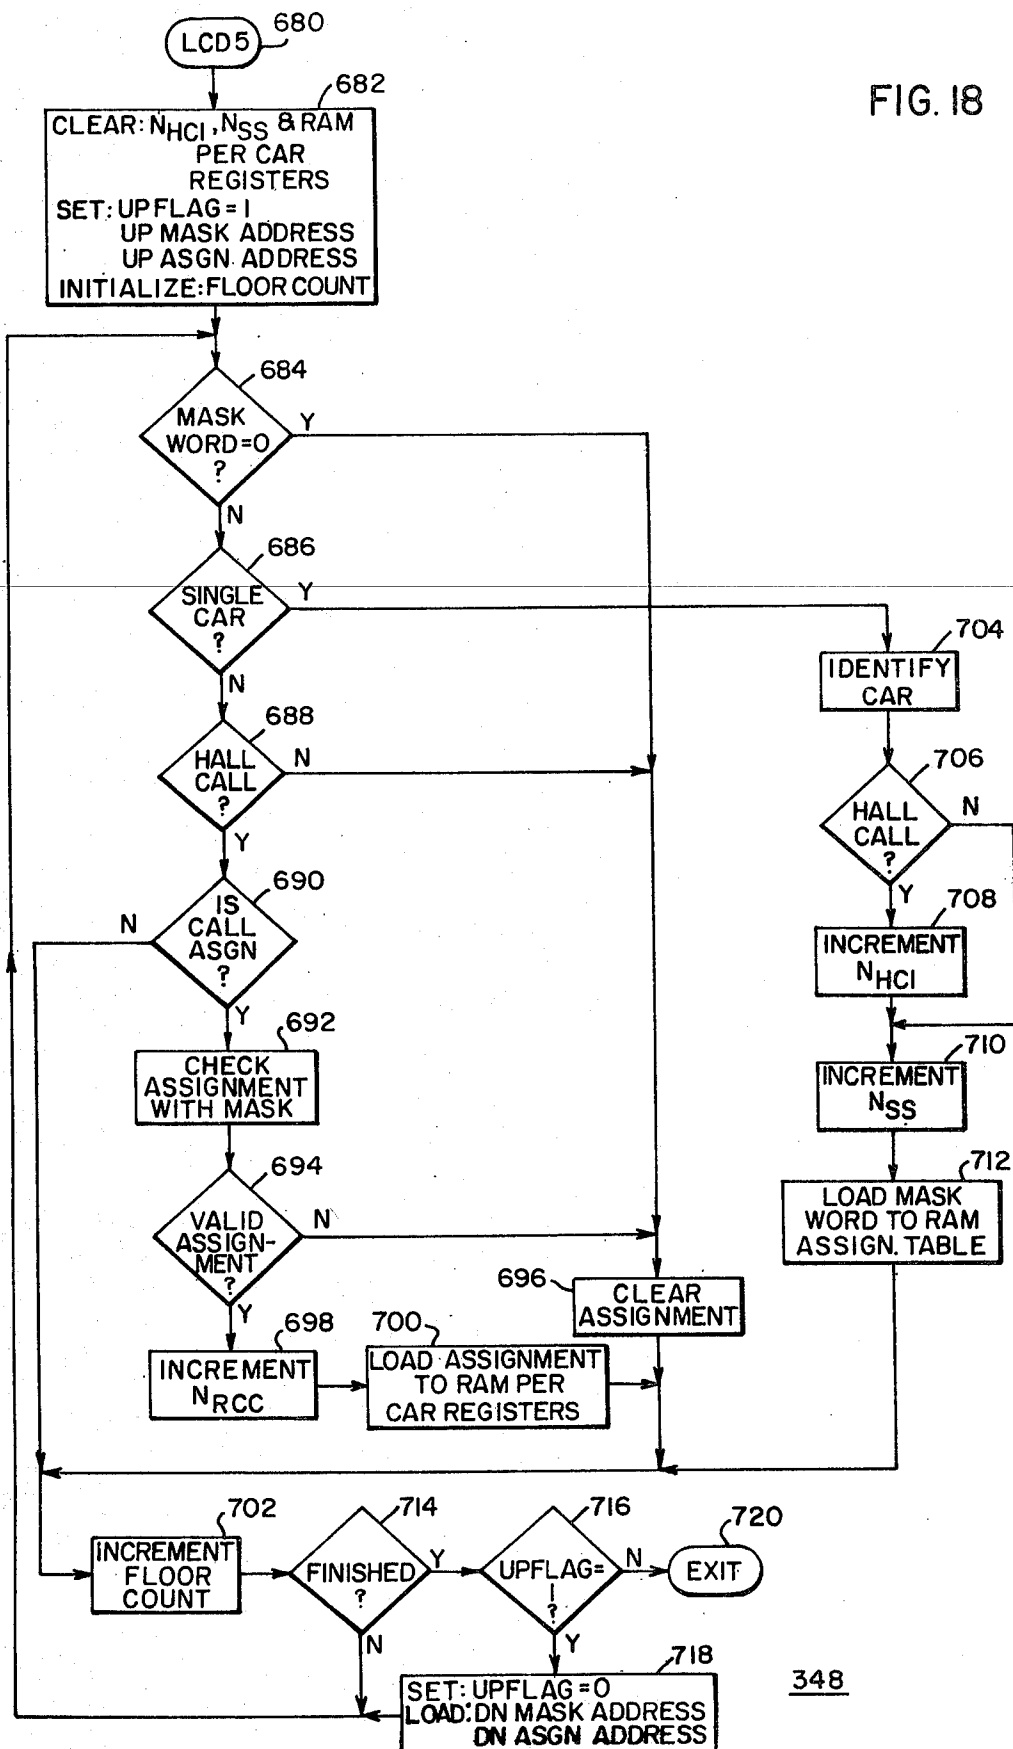 LCD5
680
FIG. 18
682
CLEAR: NHCI, NSS & RAM
PER CAR
REGISTERS
SET: UPFLAG = 1
UP MASK ADDRESS
UP ASGN. ADDRESS
INITIALIZE: FLOOR COUNT
684
MASK
WORD=0
?
Y
N
686
SINGLE
CAR
?
Y
N
704
IDENTIFY
CAR
688
HALL
CALL
?
N
Y
706
HALL
CALL
?
N
Y
690
IS
CALL
ASGN
?
N
Y
708
INCREMENT
NHCI
692
CHECK
ASSIGNMENT
WITH MASK
710
INCREMENT
NSS
694
VALID
ASSIGN-
MENT
?
N
Y
712
LOAD MASK
WORD TO RAM
ASSIGN. TABLE
696
CLEAR
ASSIGNMENT
698
INCREMENT
NRCC
700
LOAD ASSIGNMENT
TO RAM PER
CAR REGISTERS
702
INCREMENT
FLOOR
COUNT
714
FINISHED
?
Y
N
716
UPFLAG=
1
?
N
Y
720
EXIT
718
SET: UPFLAG = 0
LOAD: DN MASK ADDRESS
DN ASGN ADDRESS
348